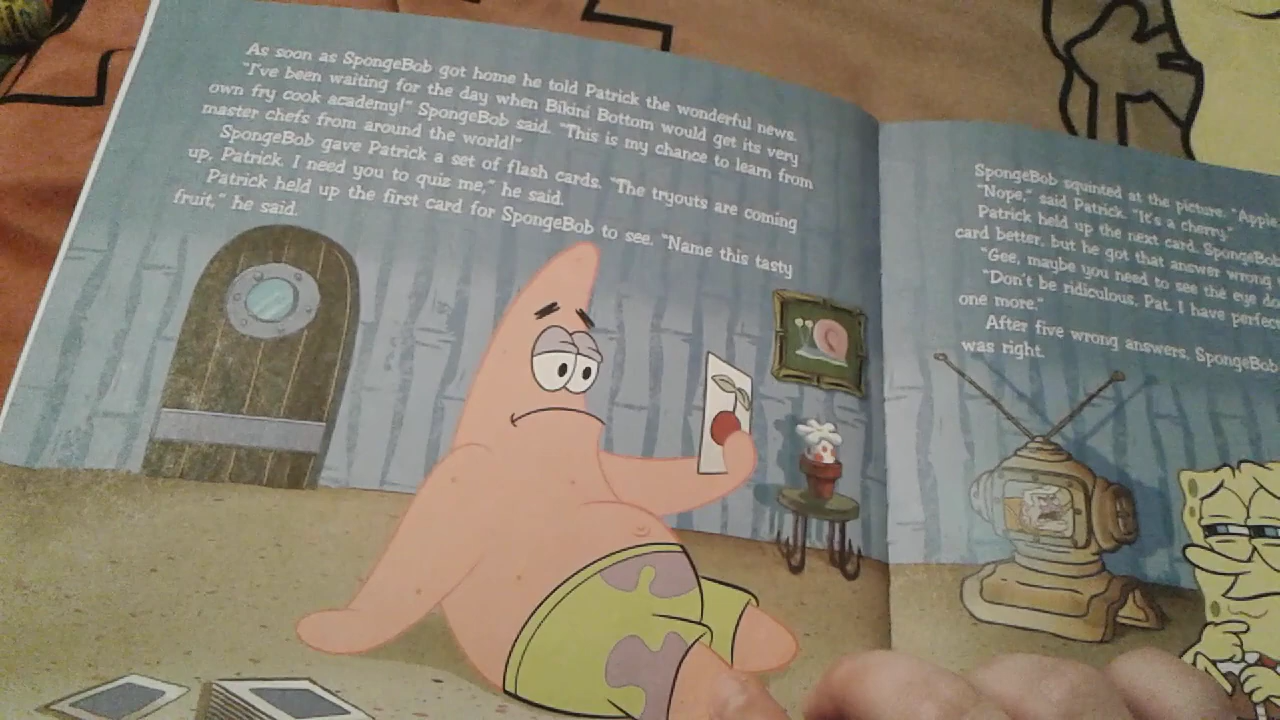 As soon as SpongeBob got home he told Patrick the wonderful news.
"I've been waiting for the day when Bikini Bottom would get its very
own fry cook academy!" SpongeBob said. "This is my chance to learn from
master chefs from around the world!"
SpongeBob gave Patrick a set of flash cards. "The tryouts are coming
up, Patrick. I need you to quiz me," he said.
Patrick held up the first card for SpongeBob to see. "Name this tasty
fruit," he said.
SpongeBob squinted at the picture. "Apple
"Nope," said Patrick. "It's a cherry."
Patrick held up the next card. SpongeBob
card better, but he got that answer wrong
"Gee, maybe you need to see the eye do
"Don't be ridiculous, Pat. I have perfec
one more."
After five wrong answers, SpongeBob
was right.